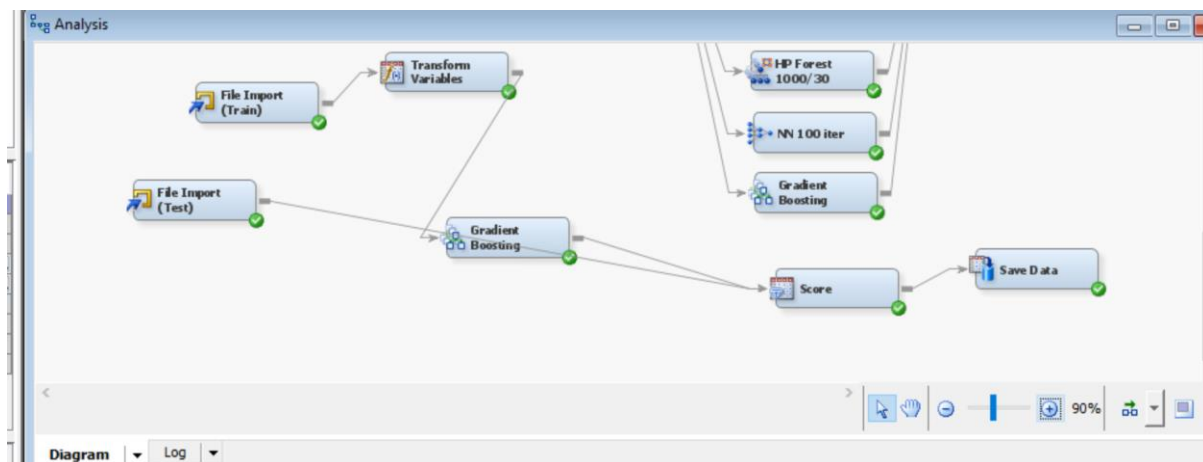 Analysis
Transform
Variables
HP Forest
1000/30
File Import
(Train)
NN 100 iter
File Import
(Test)
Gradient
Boosting
Gradient
Boosting
Save Data
Score
90%
Diagram
Log